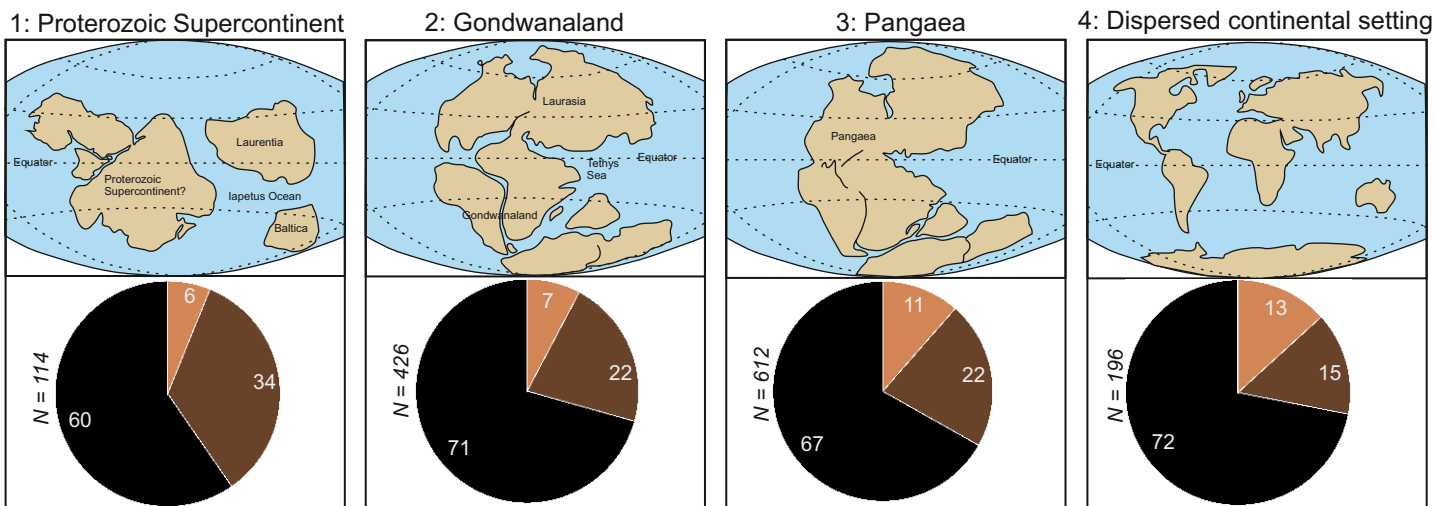 1: Proterozoic Supercontinent
Equator
Proterozoic
Supercontinent?
Laurentia
Iapetus Ocean
Baltica
N = 114
6
34
60
2: Gondwanaland
Laurasia
Equator
Tethys
Sea
Gondwanaland
N = 426
7
22
71
3: Pangaea
Pangaea
Equator
N = 612
11
22
67
4: Dispersed continental setting
Equator
N = 196
13
15
72